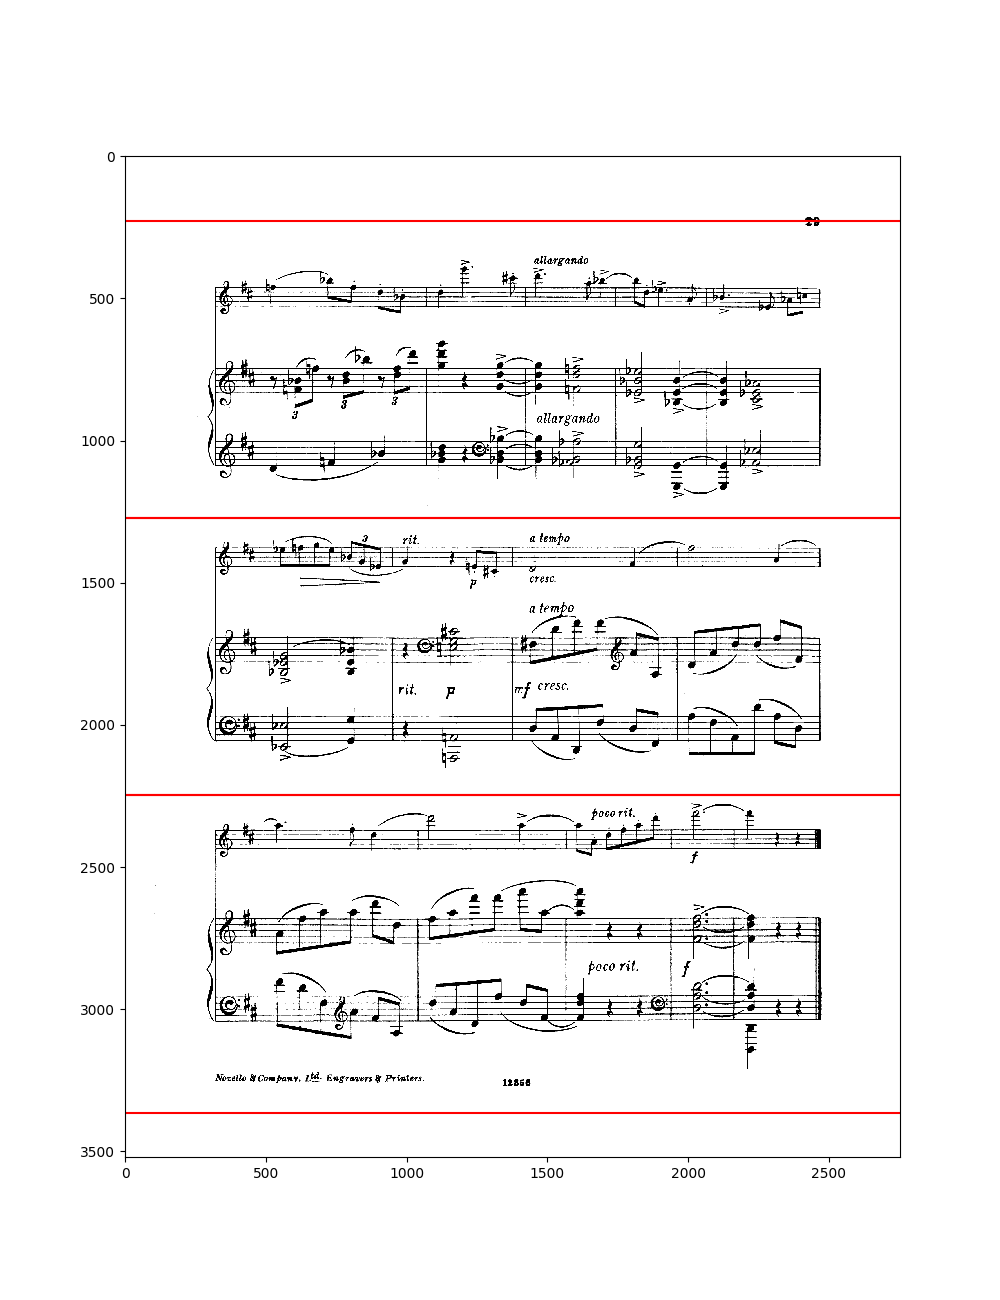 0
29
allargando
500
3 3 3
allargando
1000
3
rit.
a tempo
1500
p
cresc.
a tempo
rit.
p
mf cresc.
2000
poco rit.
f
2500
poco rit.
f
3000
Novello & Company, Ltd. Engravers & Printers.
12856
3500
0 500 1000 1500 2000 2500